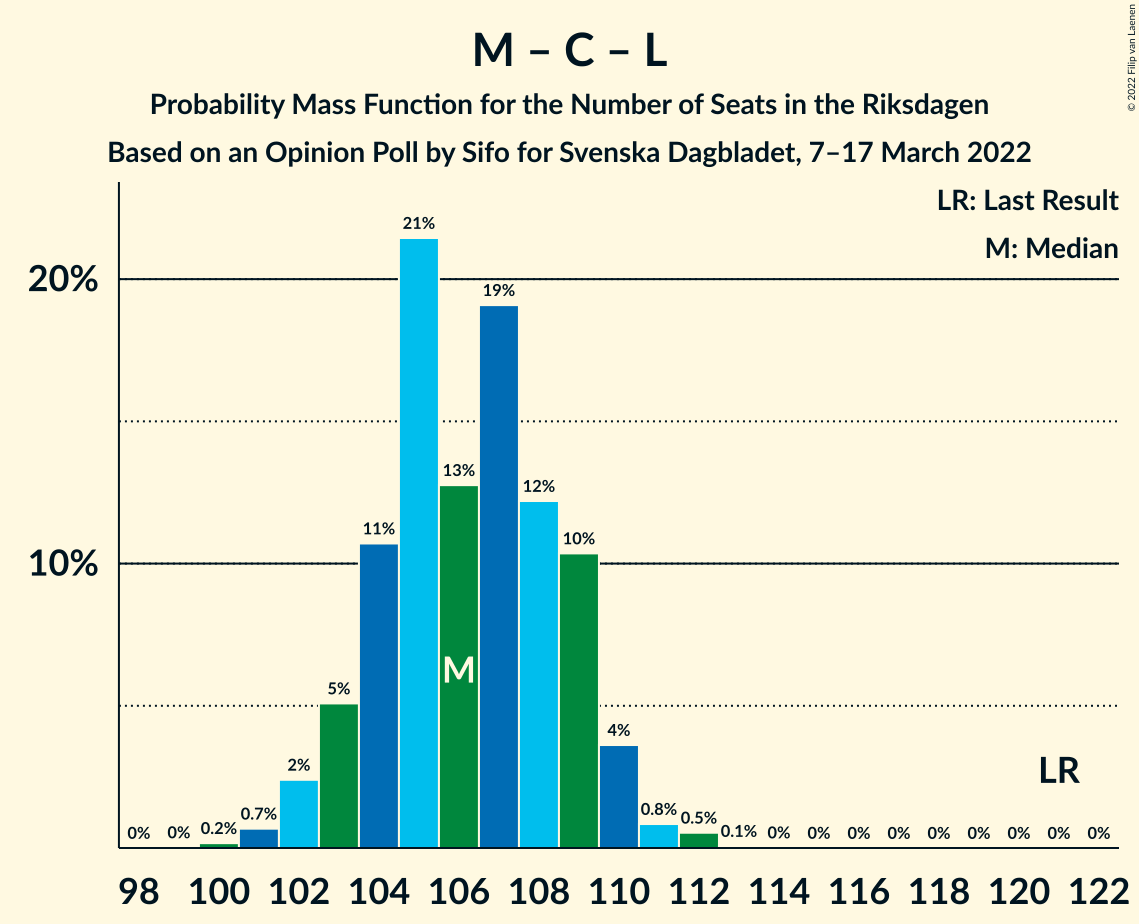 M – C – L
Probability Mass Function for the Number of Seats in the Riksdagen
Based on an Opinion Poll by Sifo for Svenska Dagbladet, 7–17 March 2022
© 2022 Filip van Laenen
LR: Last Result
M: Median
20%
10%
0% 0% 0.2% 0.7% 2% 5% 11% 21% 13% 19% 12% 10% 4% 0.8% 0.5% 0.1% 0% 0% 0% 0% 0% 0% 0% 0% 0%
M
LR
98 100 102 104 106 108 110 112 114 116 118 120 122